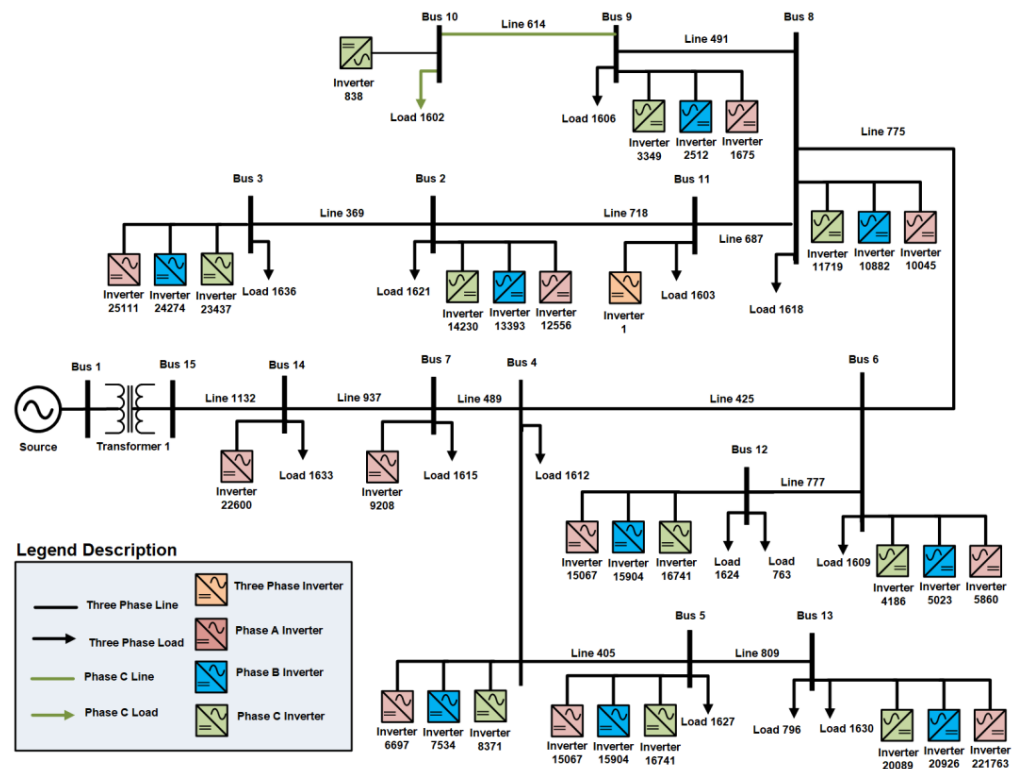 Bus 10
Line 614
Bus 9
Bus 8
Line 491
Inverter
838
Load 1602
Load 1606
Inverter
3349
Inverter
2512
Inverter
1675
Line 775
Bus 3
Bus 2
Bus 11
Line 369
Line 718
Line 687
Inverter
25111
Inverter
24274
Inverter
23437
Load 1636
Load 1621
Inverter
14230
Inverter
13393
Inverter
12556
Inverter
1
Load 1603
Load 1618
Inverter
11719
Inverter
10882
Inverter
10045
Bus 1
Bus 15
Bus 14
Bus 7
Bus 4
Bus 6
Line 1132
Line 937
Line 489
Line 425
Source
Transformer 1
Inverter
22600
Load 1633
Inverter
9208
Load 1615
Load 1612
Bus 12
Line 777
Inverter
15067
Inverter
15904
Inverter
16741
Load
1624
Load
763
Load 1609
Inverter
4186
Inverter
5023
Inverter
5860
Bus 5
Bus 13
Line 405
Line 809
Inverter
6697
Inverter
7534
Inverter
8371
Inverter
15067
Inverter
15904
Inverter
16741
Load 1627
Load 796
Load 1630
Inverter
20089
Inverter
20926
Inverter
221763
Legend Description
Three Phase Line
Three Phase Load
Phase C Line
Phase C Load
Three Phase Inverter
Phase A Inverter
Phase B Inverter
Phase C Inverter